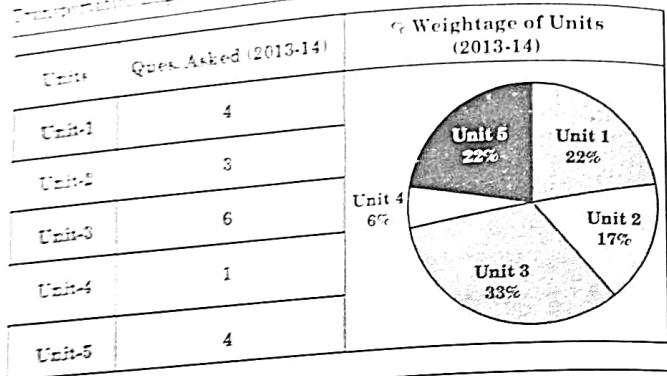 Units
Ques. Asked (2013-14)
% Weightage of Units
(2013-14)
Unit-1
4
Unit-2
3
Unit-3
6
Unit-4
1
Unit-5
4
Unit 5
22%
Unit 1
22%
Unit 4
6%
Unit 2
17%
Unit 3
33%